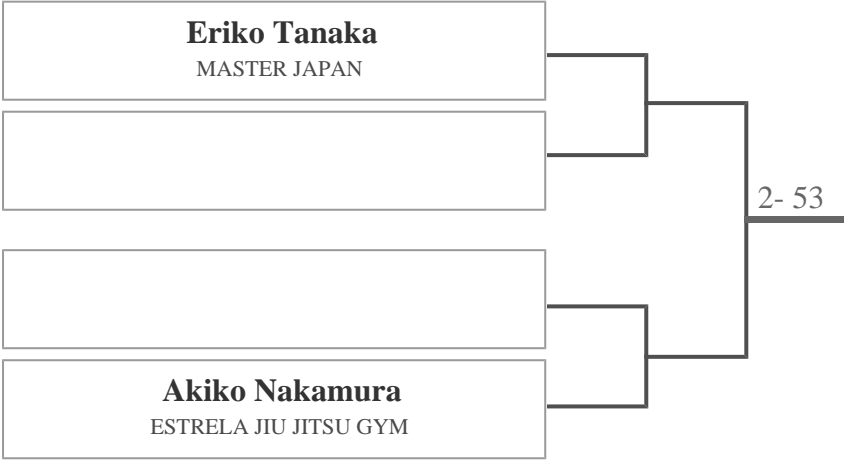 Eriko Tanaka
MASTER JAPAN
2- 53
Akiko Nakamura
ESTRELA JIU JITSU GYM